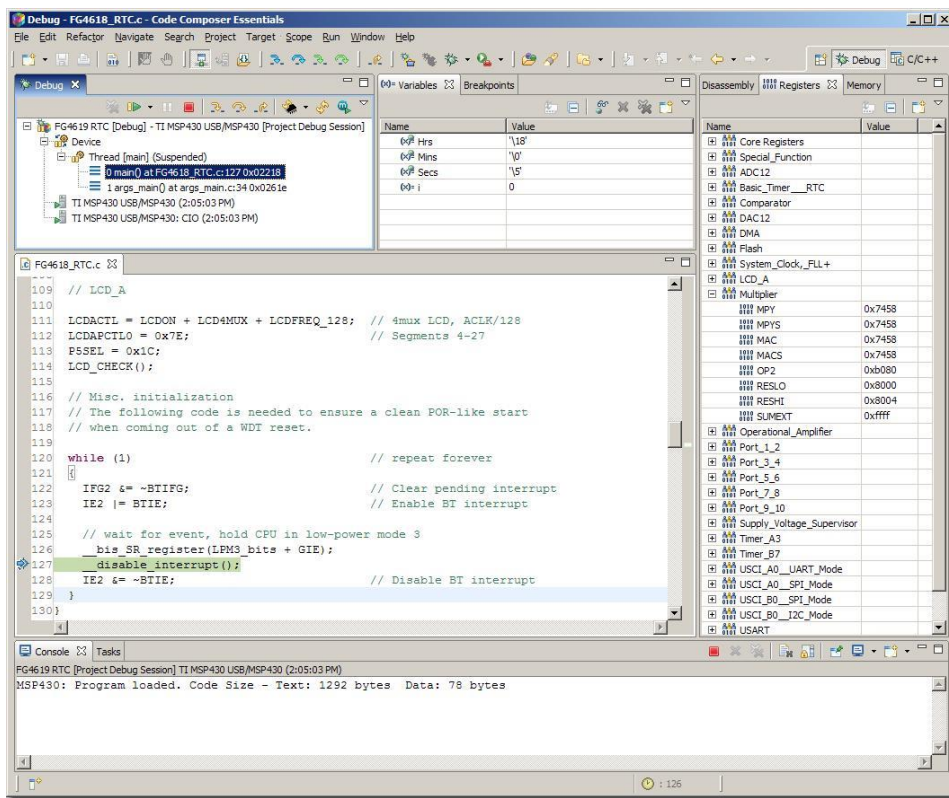 Debug - FG4618_RTC.c - Code Composer Essentials
File Edit Refactor Navigate Search Project Target Scope Run Window Help
Debug C/C++
Debug
FG4619 RTC [Debug] - TI MSP430 USB/MSP430 [Project Debug Session]
Device
Thread [main] (Suspended)
0 main() at FG4618_RTC.c:127 0x02218
1 args_main() at args_main.c:34 0x0261e
TI MSP430 USB/MSP430 (2:05:03 PM)
TI MSP430 USB/MSP430: CIO (2:05:03 PM)
Variables Breakpoints
Name Value
Hrs '\18'
Mins '\0'
Secs '\5'
i 0
Disassembly Registers Memory
Name Value
Core Registers
Special_Function
ADC12
Basic_Timer___RTC
Comparator
DAC12
DMA
Flash
System_Clock,_FLL+
LCD_A
Multiplier
MPY 0x7458
MPYS 0x7458
MAC 0x7458
MACS 0x7458
OP2 0xb080
RESLO 0x8000
RESHI 0x8004
SUMEXT 0xffff
Operational_Amplifier
Port_1_2
Port_3_4
Port_5_6
Port_7_8
Port_9_10
Supply_Voltage_Supervisor
Timer_A3
Timer_B7
USCI_A0__UART_Mode
USCI_A0__SPI_Mode
USCI_B0__SPI_Mode
USCI_B0__I2C_Mode
USART
FG4618_RTC.c
109 // LCD_A
110
111 LCDACTL = LCDON + LCD4MUX + LCDFREQ_128; // 4mux LCD, ACLK/128
112 LCDAPCTL0 = 0x7E; // Segments 4-27
113 P5SEL = 0x1C;
114 LCD_CHECK();
115
116 // Misc. initialization
117 // The following code is needed to ensure a clean POR-like start
118 // when coming out of a WDT reset.
119
120 while (1) // repeat forever
121 {
122 IFG2 &= ~BTIFG; // Clear pending interrupt
123 IE2 |= BTIE; // Enable BT interrupt
124
125 // wait for event, hold CPU in low-power mode 3
126 __bis_SR_register(LPM3_bits + GIE);
127 __disable_interrupt();
128 IE2 &= ~BTIE; // Disable BT interrupt
129 }
130 }
Console Tasks
FG4619 RTC [Project Debug Session] TI MSP430 USB/MSP430 (2:05:03 PM)
MSP430: Program loaded. Code Size - Text: 1292 bytes Data: 78 bytes
: 126